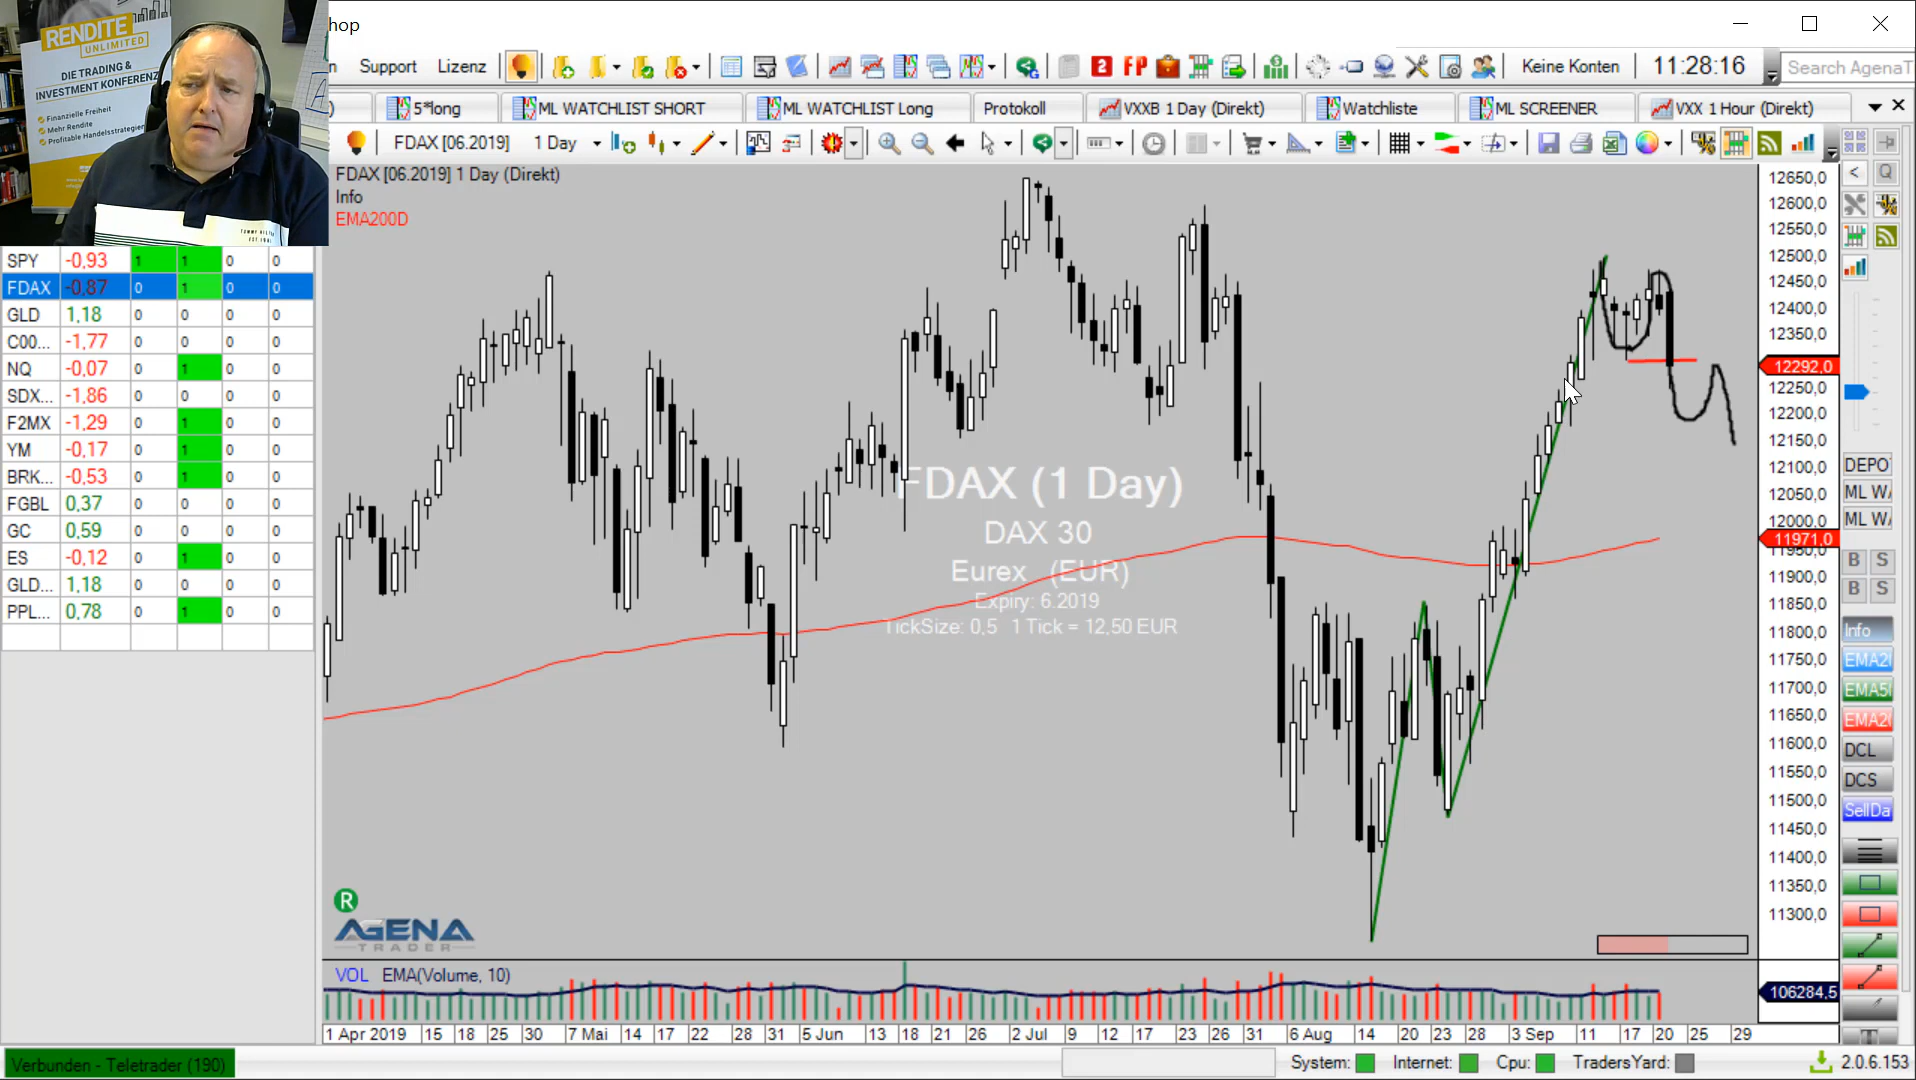 RENDITE
UNLIMITED
DIE TRADING &
INVESTMENT KONFERENZ
Finanzielle Freiheit
Mehr Rendite
Profitable Handelsstrategien
hop
Support Lizenz Keine Konten 11:28:16 Search AgenaT
5*long ML WATCHLIST SHORT ML WATCHLIST Long Protokoll VXXB 1 Day (Direkt) Watchliste ML SCREENER VXX 1 Hour (Direkt)
FDAX [06.2019] 1 Day
FDAX [06.2019] 1 Day (Direkt)
Info
EMA200D
SPY -0,93 1 1 0 0
FDAX -0,87 0 1 0 0
GLD 1,18 0 0 0 0
C00... -1,77 0 0 0 0
NQ -0,07 0 1 0 0
SDX... -1,86 0 0 0 0
F2MX -1,29 0 1 0 0
YM -0,17 0 1 0 0
BRK... -0,53 0 1 0 0
FGBL 0,37 0 0 0 0
GC 0,59 0 0 0 0
ES -0,12 0 1 0 0
GLD... 1,18 0 0 0 0
PPL... 0,78 0 1 0 0
FDAX (1 Day)
DAX 30
Eurex (EUR)
Expiry: 6.2019
TickSize: 0,5 1 Tick = 12,50 EUR
12650,0
12600,0
12550,0
12500,0
12450,0
12400,0
12350,0
12292,0
12250,0
12200,0
12150,0
12100,0
12050,0
12000,0
11971,0
11950,0
11900,0
11850,0
11800,0
11750,0
11700,0
11650,0
11600,0
11550,0
11500,0
11450,0
11400,0
11350,0
11300,0
DEPO
ML WA
ML WA
B S
B S
Info
EMA2
EMA5
EMA2
DCL
DCS
SellDa
R
AGENA
TRADER
VOL EMA(Volume, 10)
106284,5
1 Apr 2019 15 18 25 30 7 Mai 14 17 22 28 31 5 Jun 13 18 21 26 2 Jul 9 12 17 23 26 31 6 Aug 14 20 23 28 3 Sep 11 17 20 25 29
Verbunden - Teletrader (190) System: Internet: Cpu: TradersYard: 2.0.6.153